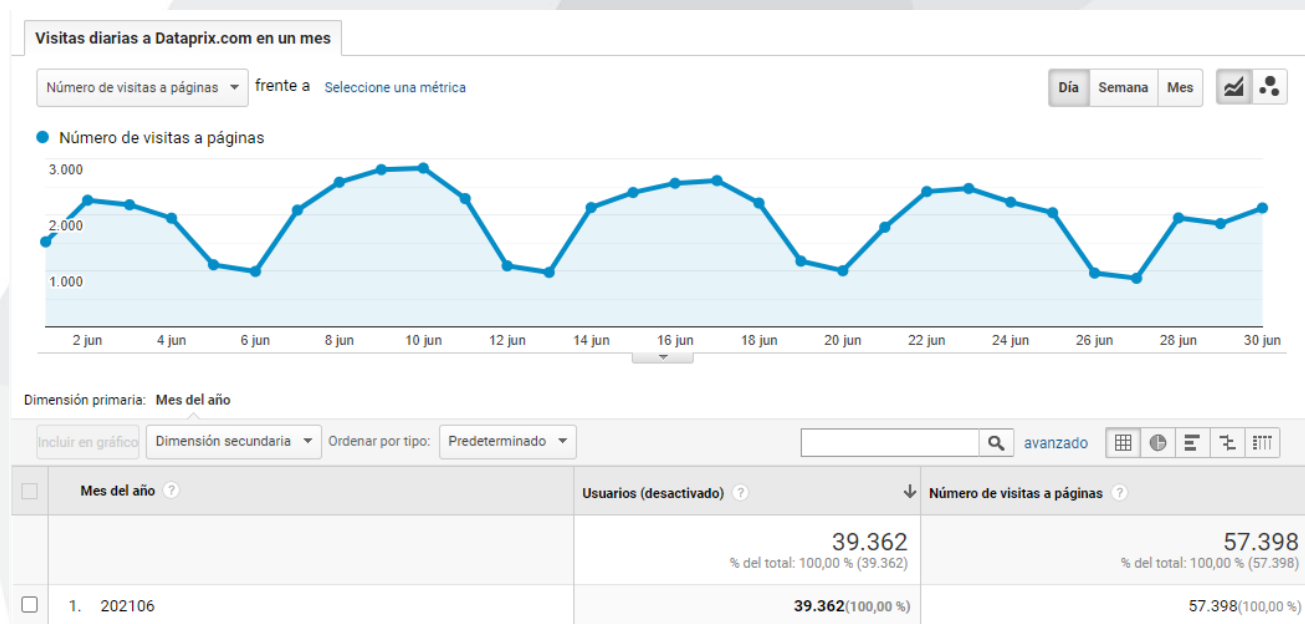 Visitas diarias a Dataprix.com en un mes
Número de visitas a páginas frente a Seleccione una métrica Día Semana Mes
Número de visitas a páginas
3.000
2.000
1.000
2 jun 4 jun 6 jun 8 jun 10 jun 12 jun 14 jun 16 jun 18 jun 20 jun 22 jun 24 jun 26 jun 28 jun 30 jun
Dimensión primaria: Mes del año
Incluir en gráfico Dimensión secundaria Ordenar por tipo: Predeterminado avanzado
Mes del año ? Usuarios (desactivado) ? Número de visitas a páginas ?
39.362 57.398
% del total: 100,00 % (39.362) % del total: 100,00 % (57.398)
1. 202106 39.362(100,00 %) 57.398(100,00 %)